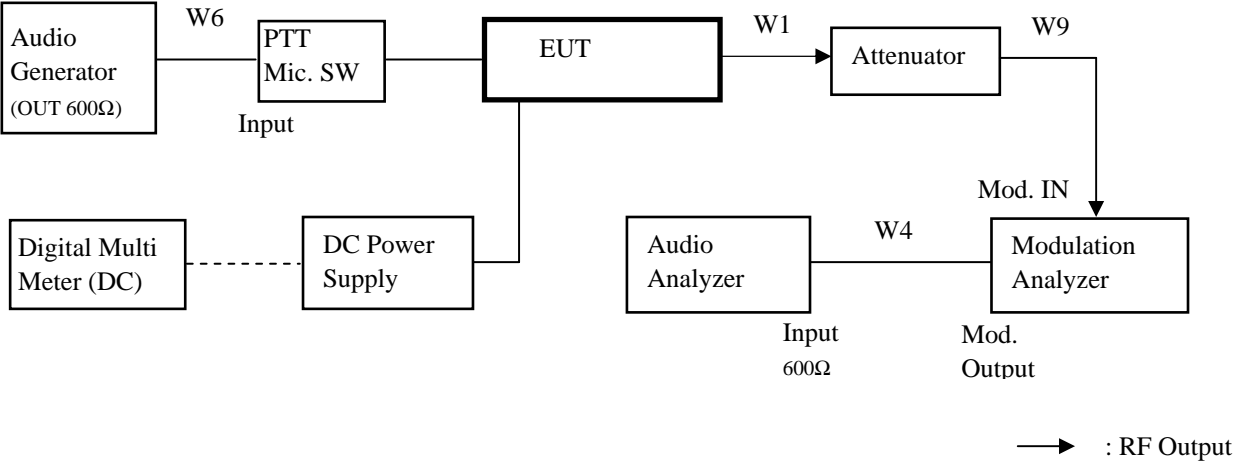 W6
W1
W9
Audio
Generator
(OUT 600Ω)
PTT
Mic. SW
EUT
Attenuator
Input
Mod. IN
Digital Multi
Meter (DC)
DC Power
Supply
Audio
Analyzer
W4
Modulation
Analyzer
Input
600Ω
Mod.
Output
: RF Output